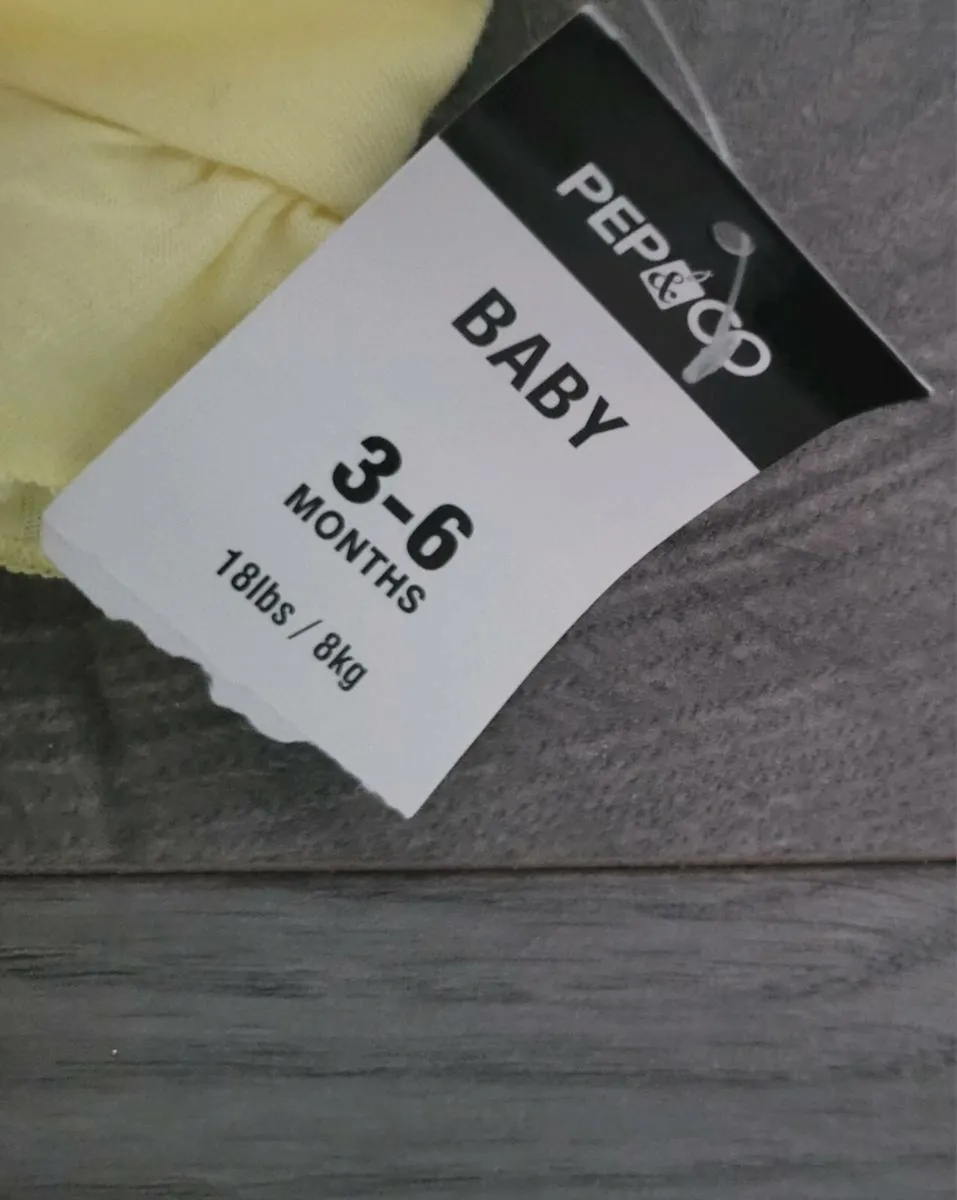 PEP&CO
BABY
3-6
MONTHS
18lbs / 8kg